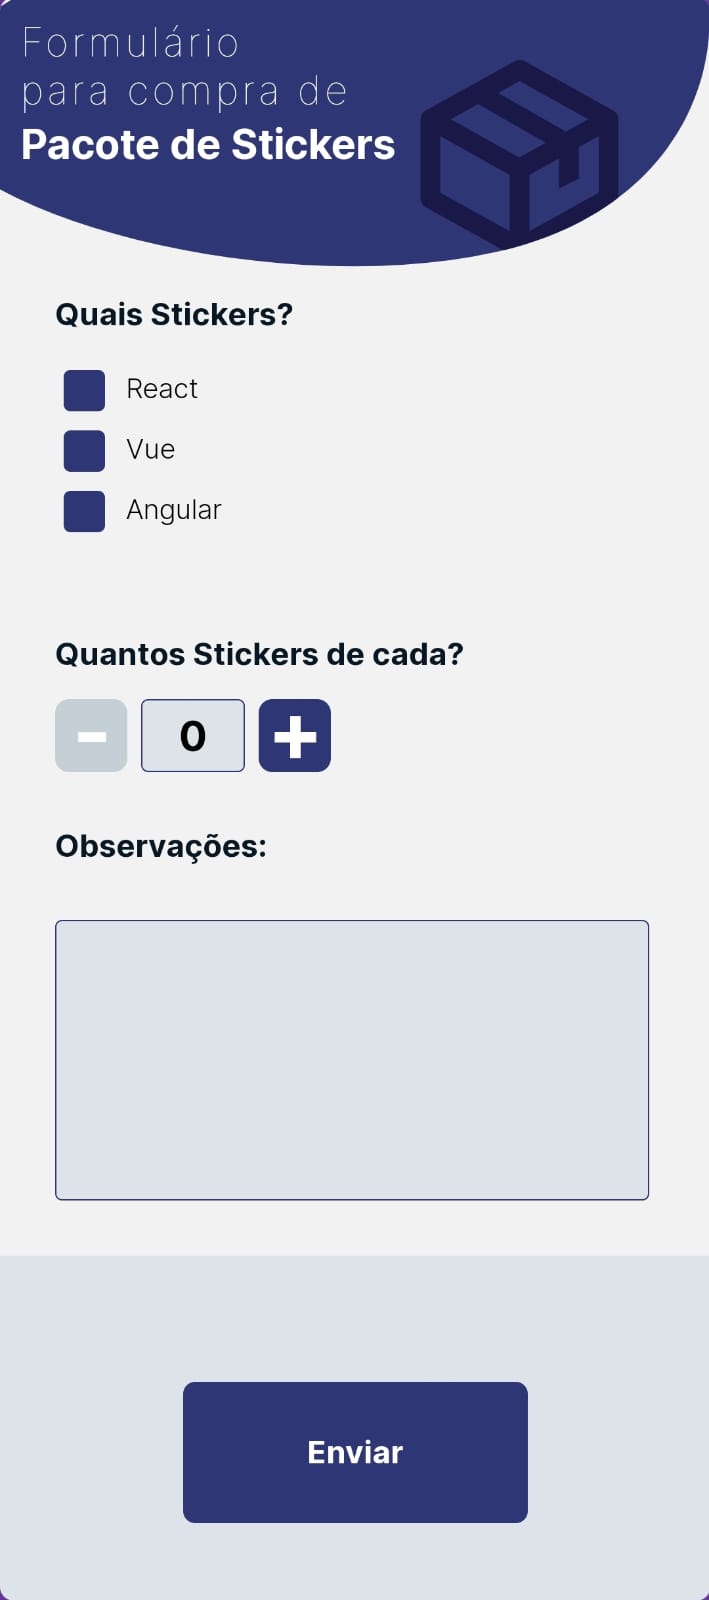 Formulário
para compra de
Pacote de Stickers
Quais Stickers?
React
Vue
Angular
Quantos Stickers de cada?
- 0 +
Observações:
Enviar